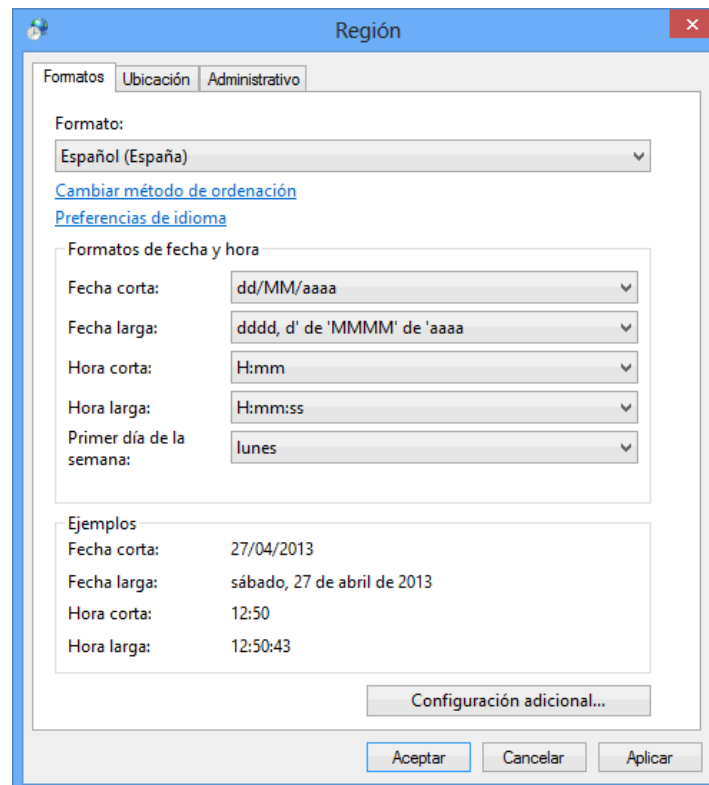 Región
Formatos Ubicación Administrativo
Formato:
Español (España)
Cambiar método de ordenación
Preferencias de idioma
Formatos de fecha y hora
Fecha corta: dd/MM/aaaa
Fecha larga: dddd, d' de 'MMMM' de 'aaaa
Hora corta: H:mm
Hora larga: H:mm:ss
Primer día de la
semana: lunes
Ejemplos
Fecha corta: 27/04/2013
Fecha larga: sábado, 27 de abril de 2013
Hora corta: 12:50
Hora larga: 12:50:43
Configuración adicional...
Aceptar Cancelar Aplicar